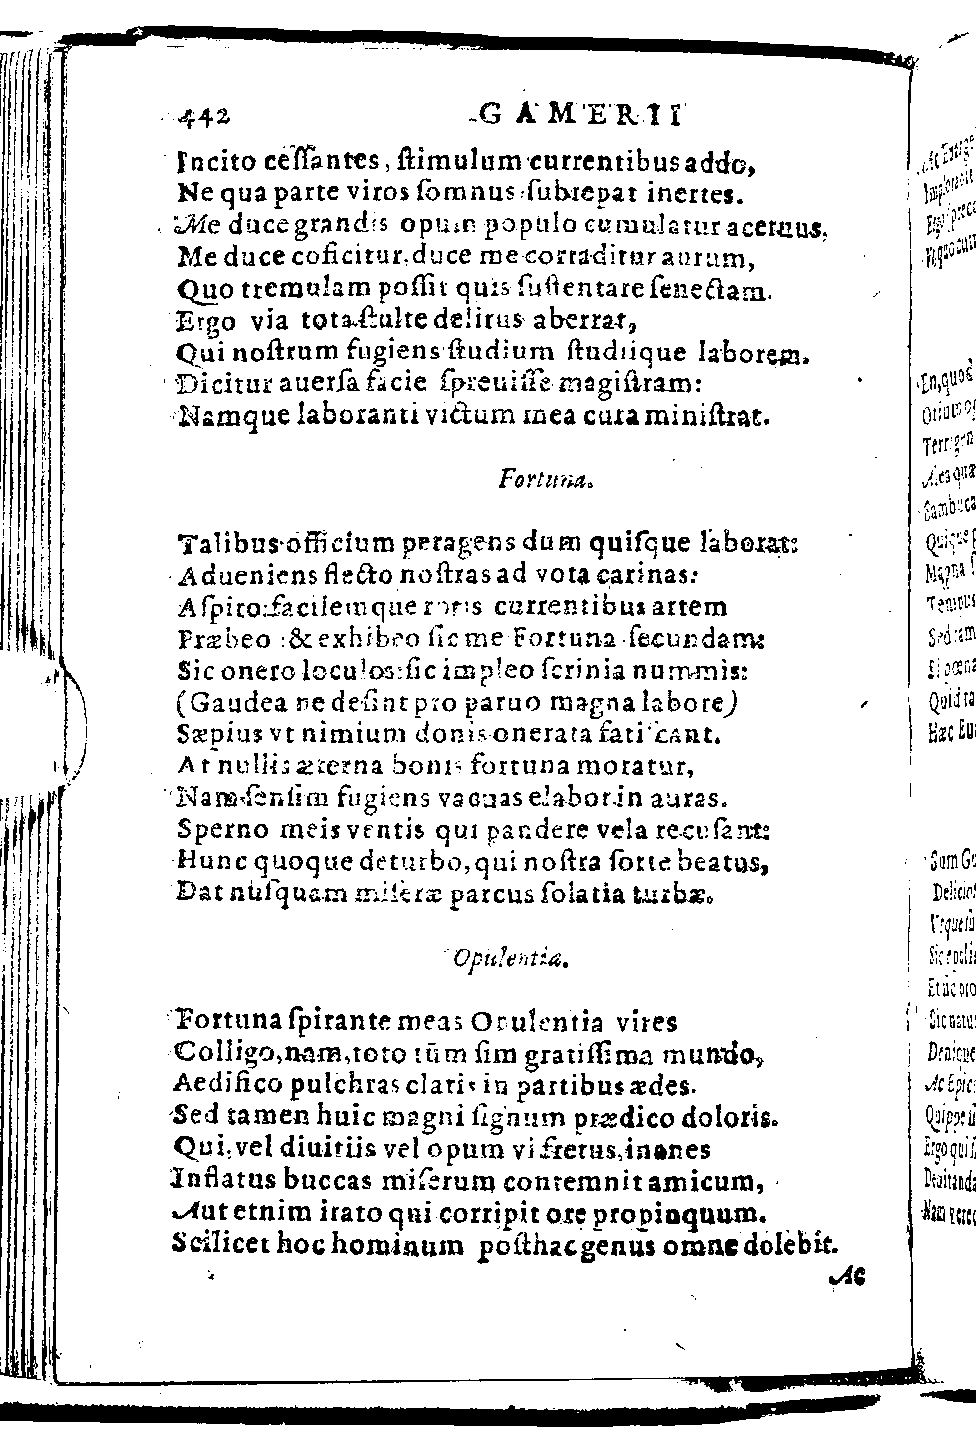 442 GAMERII
Incito ceſſantes, ſtimulum currentibus addo,
Ne qua parte viros ſomnus ſubrepat inertes.
Me duce grandis opum populo cumulatur aceruus.
Me duce coficitur, duce me corraditur aurum,
Quo tremulam poſſit quis ſuſtentare ſenectam.
Ergo via tota ſtulte delirus aberrat,
Qui noſtrum fugiens ſtudium ſtudiique laborem.
Dicitur auerſa facie ſpreuiſſe magiſtram:
Namque laboranti victum mea cura miniſtrat.
Fortuna.
Talibus officium peragens dum quiſque laborat:
Adueniens flecto noſtras ad vota carinas:
Aſpiro: facilemque rotis currentibus artem
Præbeo: & exhibeo ſic me Fortuna ſecundam:
Sic onero loculos: ſic impleo ſcrinia nummis:
(Gaudea ne deſint pro paruo magna labore)
Sæpius vt nimium donis onerata fatiſcant.
At nullis æterna bonis fortuna moratur,
Nam ſenſim fugiens vacuas elabor in auras.
Sperno meis ventis qui pandere vela recuſant:
Hunc quoque deturbo, qui noſtra ſorte beatus,
Dat nuſquam miſeræ parcus ſolatia turbæ.
Opulentia.
Fortuna ſpirante meas Opulentia vires
Colligo, nam, toto tūm ſim gratiſſima mundo,
Aedifico pulchras claris in partibus ædes.
Sed tamen huic magni ſignum prædico doloris.
Qui, vel diuitiis vel opum vi fretus, inanes
Inflatus buccas miſerum contemnit amicum,
Aut etnim irato qui corripit ore propinquum.
Scilicet hoc hominum poſthac genus omne dolebit.
Ac